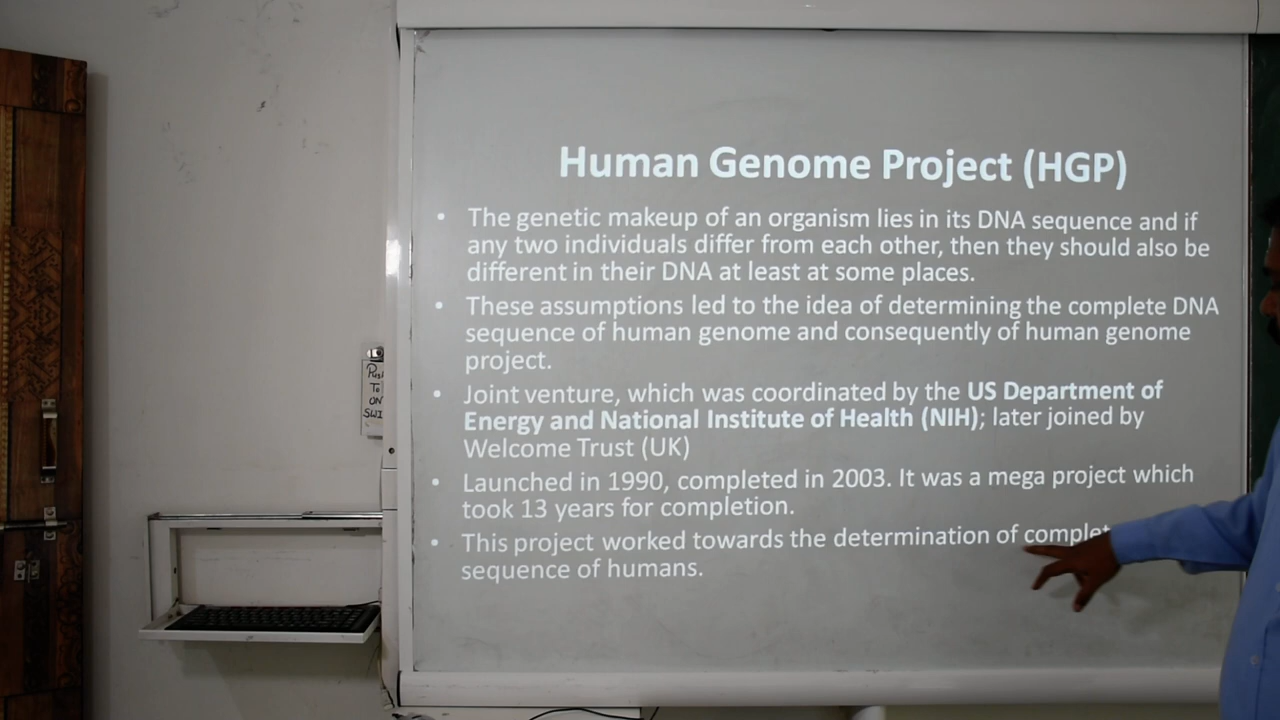 Human Genome Project (HGP)
• The genetic makeup of an organism lies in its DNA sequence and if
any two individuals differ from each other, then they should also be
different in their DNA at least at some places.
• These assumptions led to the idea of determining the complete DNA
sequence of human genome and consequently of human genome
project.
• Joint venture, which was coordinated by the US Department of
Energy and National Institute of Health (NIH); later joined by
Welcome Trust (UK)
• Launched in 1990, completed in 2003. It was a mega project which
took 13 years for completion.
• This project worked towards the determination of complet
sequence of humans.
To
ON
SWI